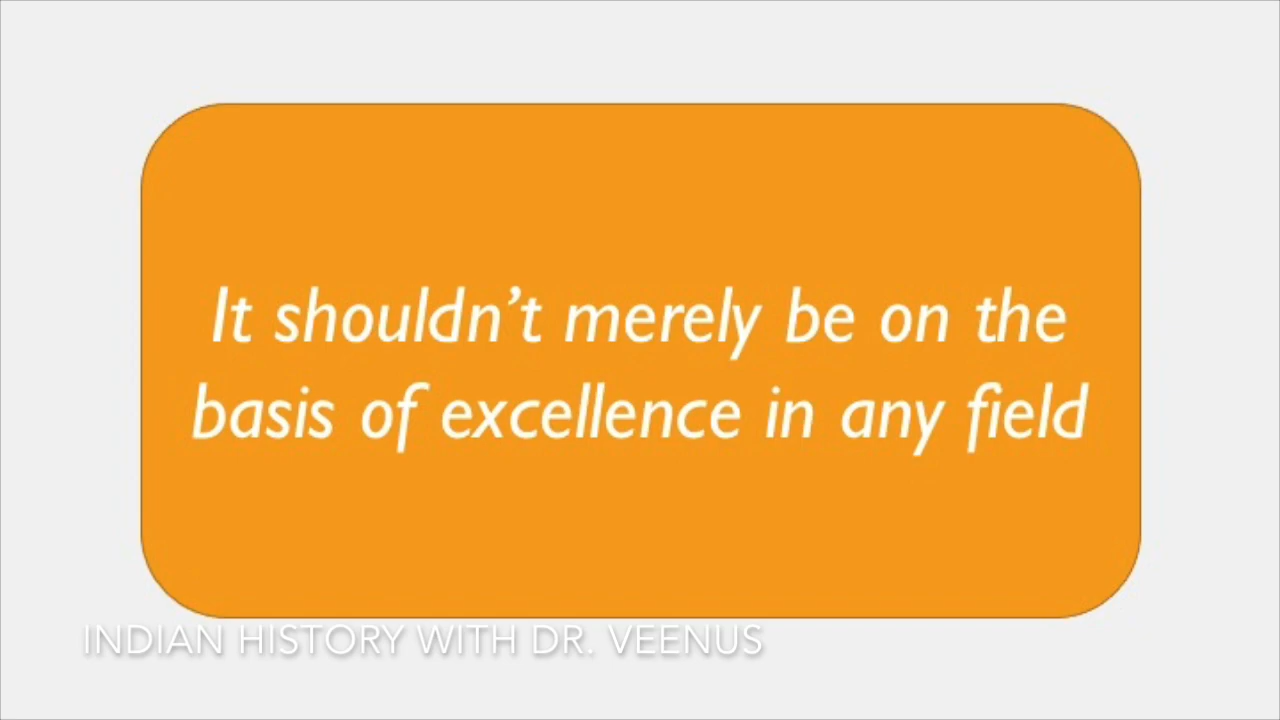 It shouldn’t merely be on the
basis of excellence in any field
INDIAN HISTORY WITH DR. VEENUS